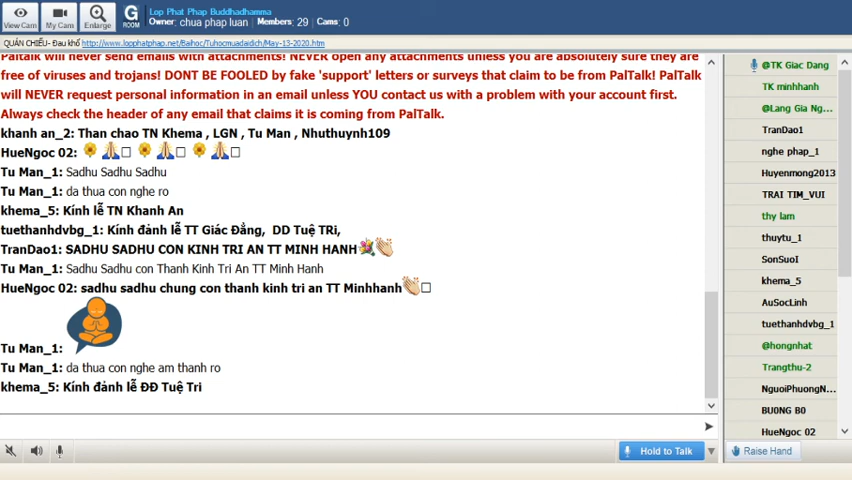 Lop Phat Phap Buddhadhamma
Owner: chua phap luan Members: 29 Cams: 0
View Cam My Cam Enlarge G ROOM
QUÁN CHIẾU- Đau khổ http://www.lophatphap.net/Baihoc/Tuhocmuadaidich/May-13-2020.htm
Paltalk will never send emails with attachments! NEVER open any attachments unless you are absolutely sure they are
free of viruses and trojans! DONT BE FOOLED by fake 'support' letters or surveys that claim to be from PalTalk! PalTalk
will NEVER request personal information in an email unless YOU contact us with a problem with your account first.
Always check the header of any email that claims it is coming from PalTalk.
khanh an_2: Than chao TN Khema , LGN , Tu Man , Nhuthuynh109
HueNgoc 02:
Tu Man_1: Sadhu Sadhu Sadhu
Tu Man_1: da thua con nghe ro
khema_5: Kính lễ TN Khanh An
tuethanhdvbg_1: Kính đảnh lễ TT Giác Đẳng, DD Tuệ TRi,
TranDao1: SADHU SADHU CON KINH TRI AN TT MINH HANH
Tu Man_1: Sadhu Sadhu con Thanh Kinh Tri An TT Minh Hanh
HueNgoc 02: sadhu sadhu chung con thanh kinh tri an TT Minhhanh
Tu Man_1:
Tu Man_1: da thua con nghe am thanh ro
khema_5: Kính đảnh lễ ĐĐ Tuệ Tri
@TK Giac Dang
TK minhhanh
@Lang Gia Ng...
TranDao1
nghe phap_1
Huyenmong2013
TRAI TIM_VUI
thy lam
thuytu_1
SonSuoI
khema_5
AuSocLinh
tuethanhdvbg_1
@hongnhat
Trangthu-2
NguoiPhuongN...
BU0NG B0
HueNgoc 02
Hold to Talk
Raise Hand